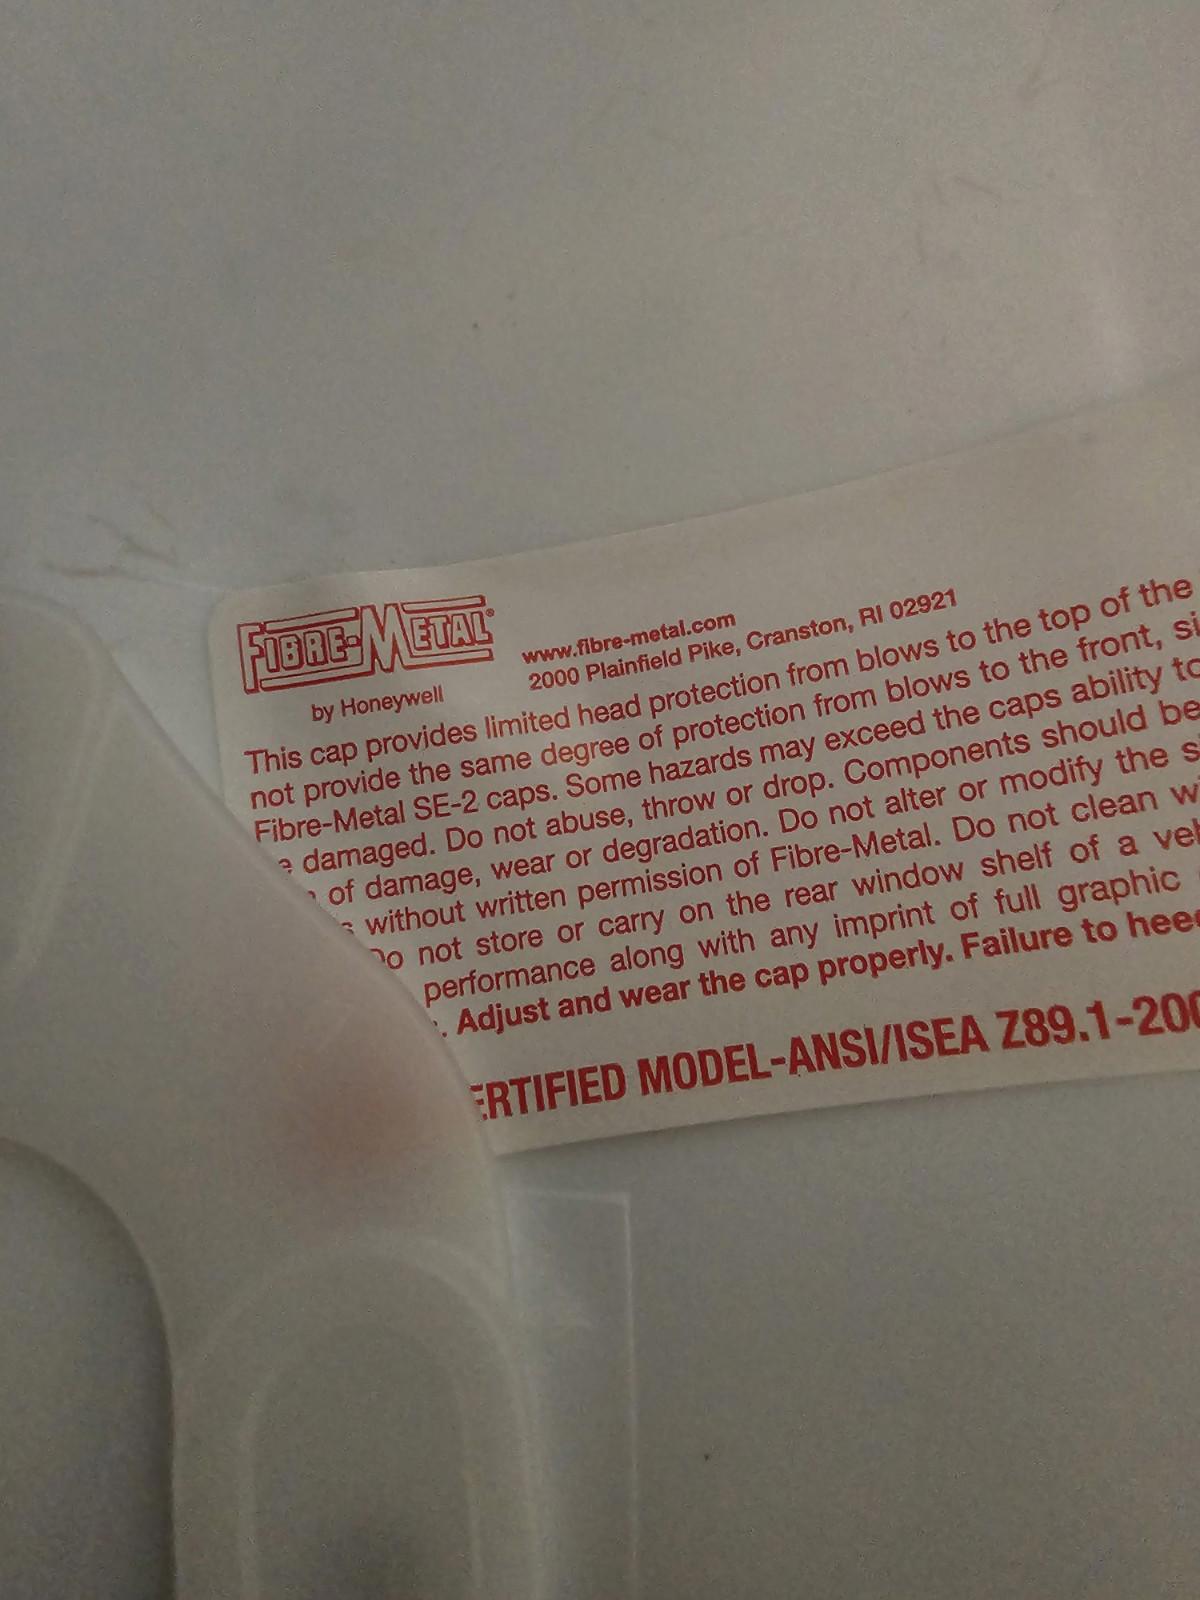 FIBRE-METAL®
by Honeywell
www.fibre-metal.com
2000 Plainfield Pike, Cranston, RI 02921
This cap provides limited head protection from blows to the top of the
not provide the same degree of protection from blows to the front,
Fibre-Metal SE-2 caps. Some hazards may exceed the caps ability to
damaged. Do not abuse, throw or drop. Components should be
of damage, wear or degradation. Do not alter or modify the
without written permission of Fibre-Metal. Do not clean
Do not store or carry on the rear window shelf of a
performance along with any imprint of full graphic
. Adjust and wear the cap properly. Failure to
ERTIFIED MODEL-ANSI/ISEA Z89.1-200